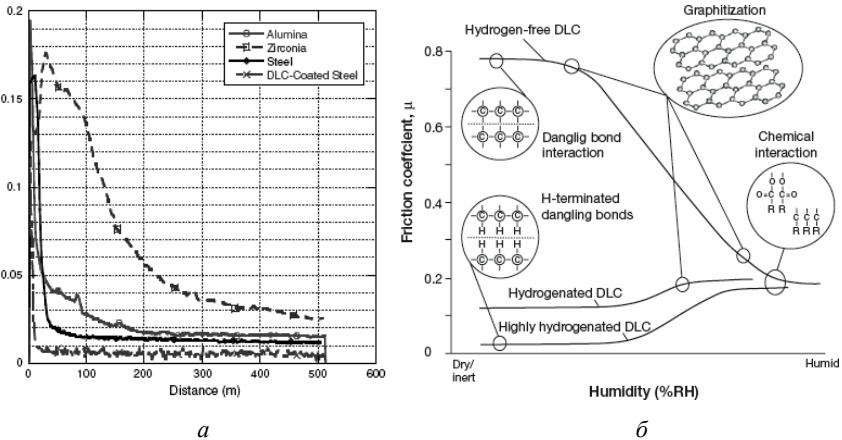 0.2
0.15
0.1
0.05
0
0 100 200 300 400 500 600
Distance (m)
Alumina
Zirconia
Steel
DLC-Coated Steel
а
Hydrogen-free DLC
Graphitization
0.8
0.6
0.4
0.2
0
Friction coeffcient, μ
C C C
C C C
Danglig bond
interaction
H-terminated
dangling bonds
C C C
H H H
H H H
C C C
Chemical
interaction
O O
O=C C=O
R R
C C C
R R R
Hydrogenated DLC
Highly hydrogenated DLC
Dry/
inert
Humid
Humidity (%RH)
б